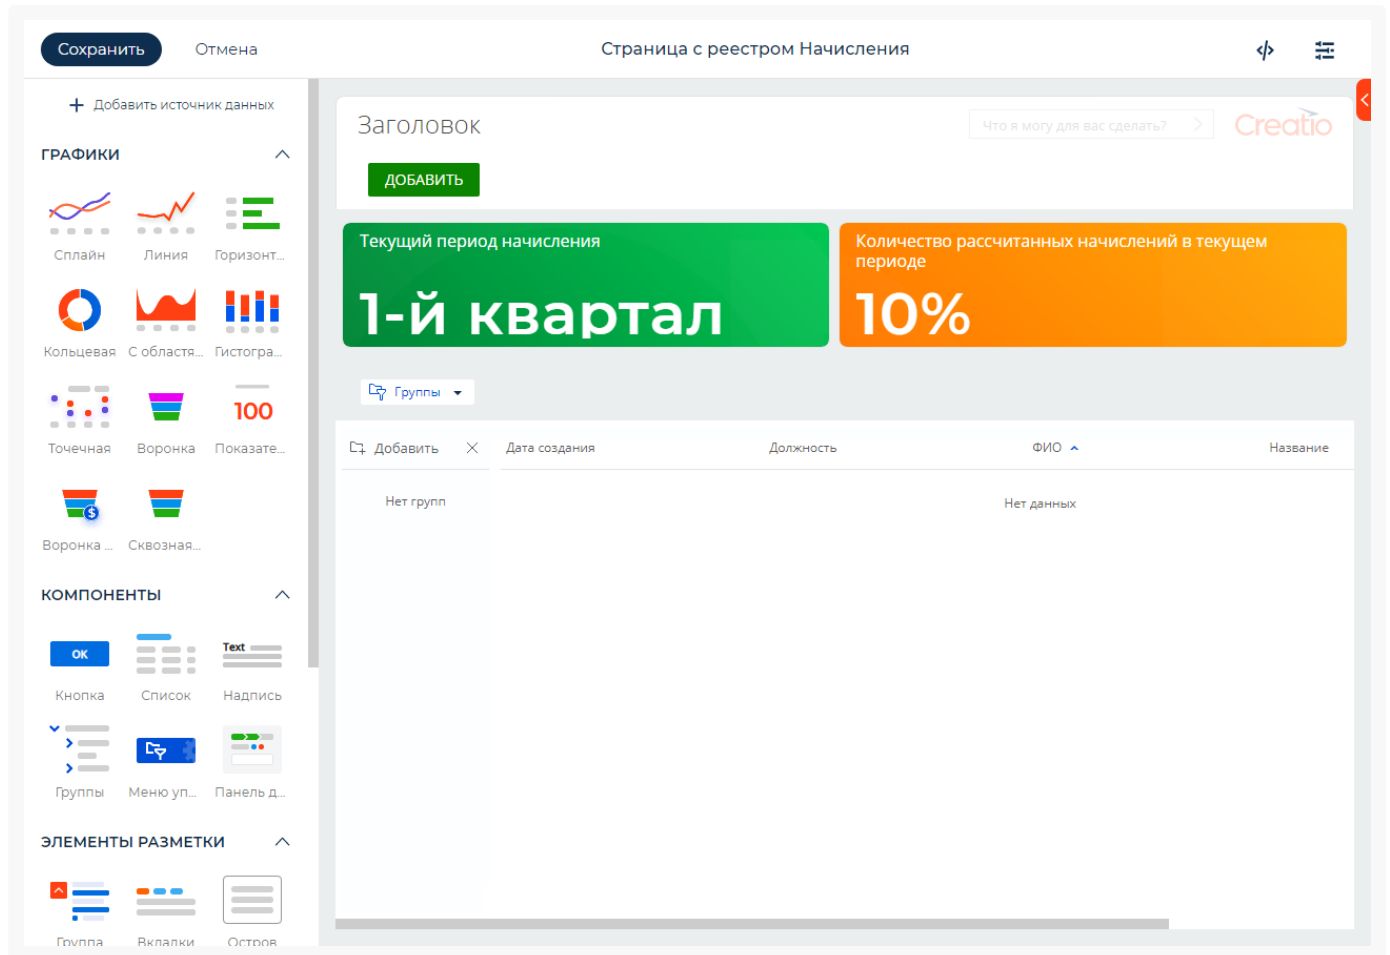 Сохранить
Отмена
Страница с реестром Начисления
Добавить источник данных
ГРАФИКИ
Сплайн
Линия
Горизонт...
Кольцевая
С областя...
Гистогра...
Точечная
Воронка
100
Показате...
$
Воронка ...
Сквозная...
КОМПОНЕНТЫ
OK
Кнопка
Список
Text
Надпись
Группы
Меню уп...
Панель д...
ЭЛЕМЕНТЫ РАЗМЕТКИ
Группа
Вкладки
Остров
Заголовок
Что я могу для вас сделать?
Creatio
ДОБАВИТЬ
Текущий период начисления
1-й квартал
Количество рассчитанных начислений в текущем
периоде
10%
Группы
Добавить
Дата создания
Должность
ФИО
Название
Нет групп
Нет данных